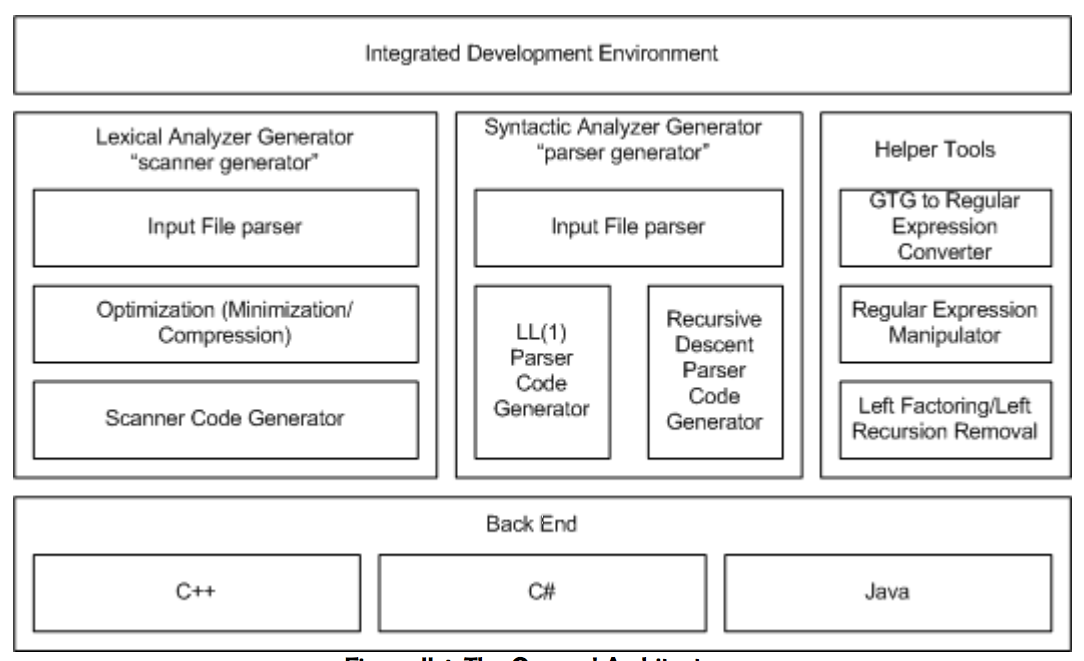 Integrated Development Environment
Lexical Analyzer Generator
“scanner generator”
Input File parser
Optimization (Minimization/
Compression)
Scanner Code Generator
Syntactic Analyzer Generator
“parser generator”
Input File parser
LL(1)
Parser
Code
Generator
Recursive
Descent
Parser
Code
Generator
Helper Tools
GTG to Regular
Expression
Converter
Regular Expression
Manipulator
Left Factoring/Left
Recursion Removal
Back End
C++
C#
Java
The General